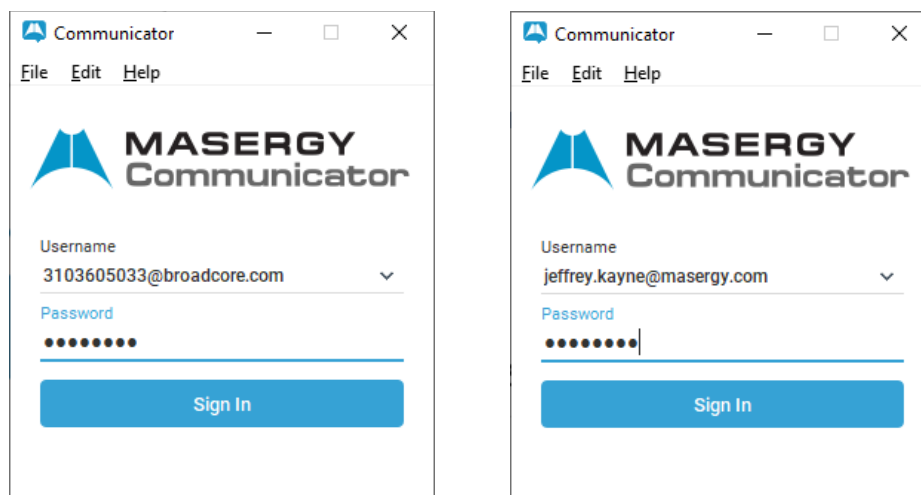 Communicator
File Edit Help
MASERGY
Communicator
Username
3103605033@broadcore.com
Password
••••••••
Sign In
Communicator
File Edit Help
MASERGY
Communicator
Username
jeffrey.kayne@masergy.com
Password
••••••••
Sign In